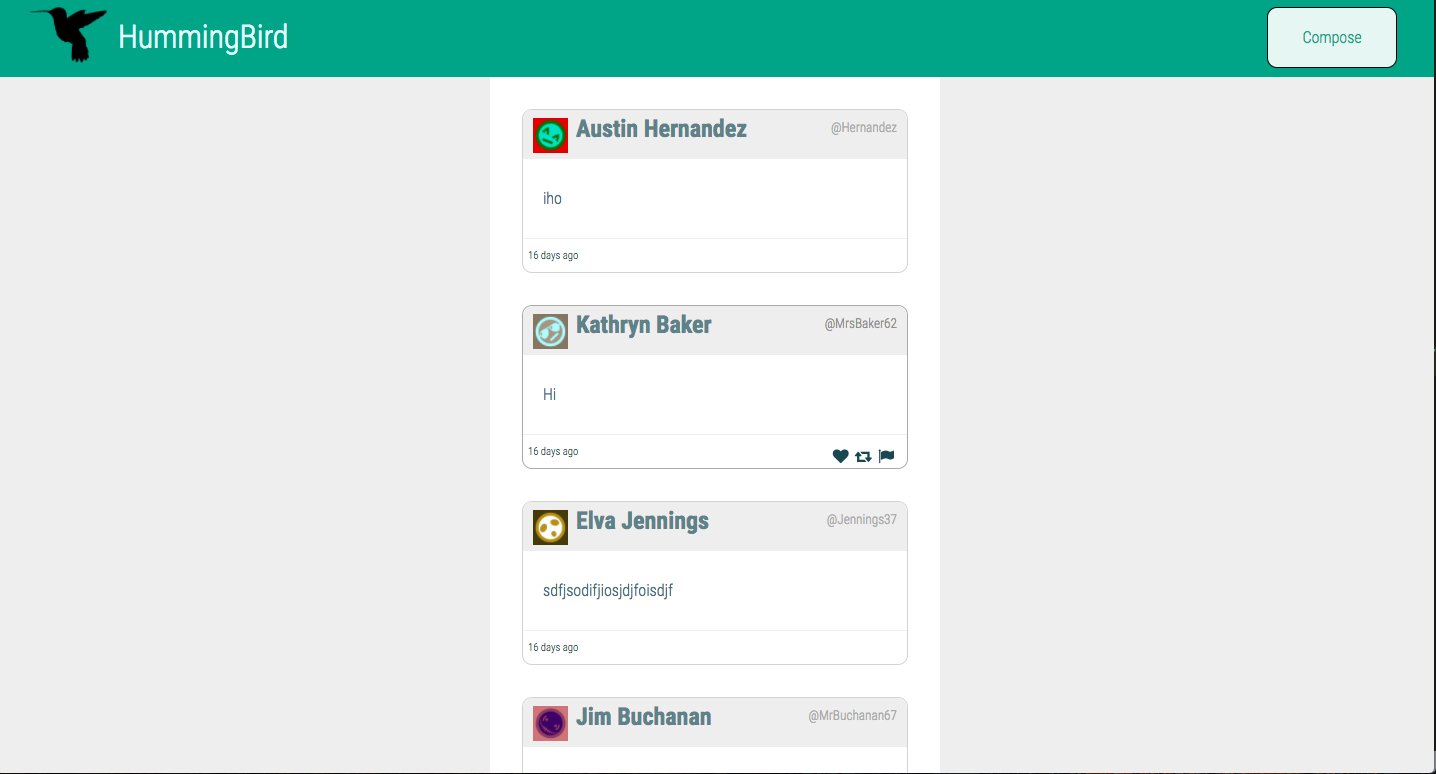 HummingBird
Compose
Austin Hernandez
@Hernandez
iho
16 days ago
Kathryn Baker
@MrsBaker62
Hi
16 days ago
Elva Jennings
@Jennings37
sdfjsodifjiosjdjfoisdjf
16 days ago
Jim Buchanan
@MrBuchanan67